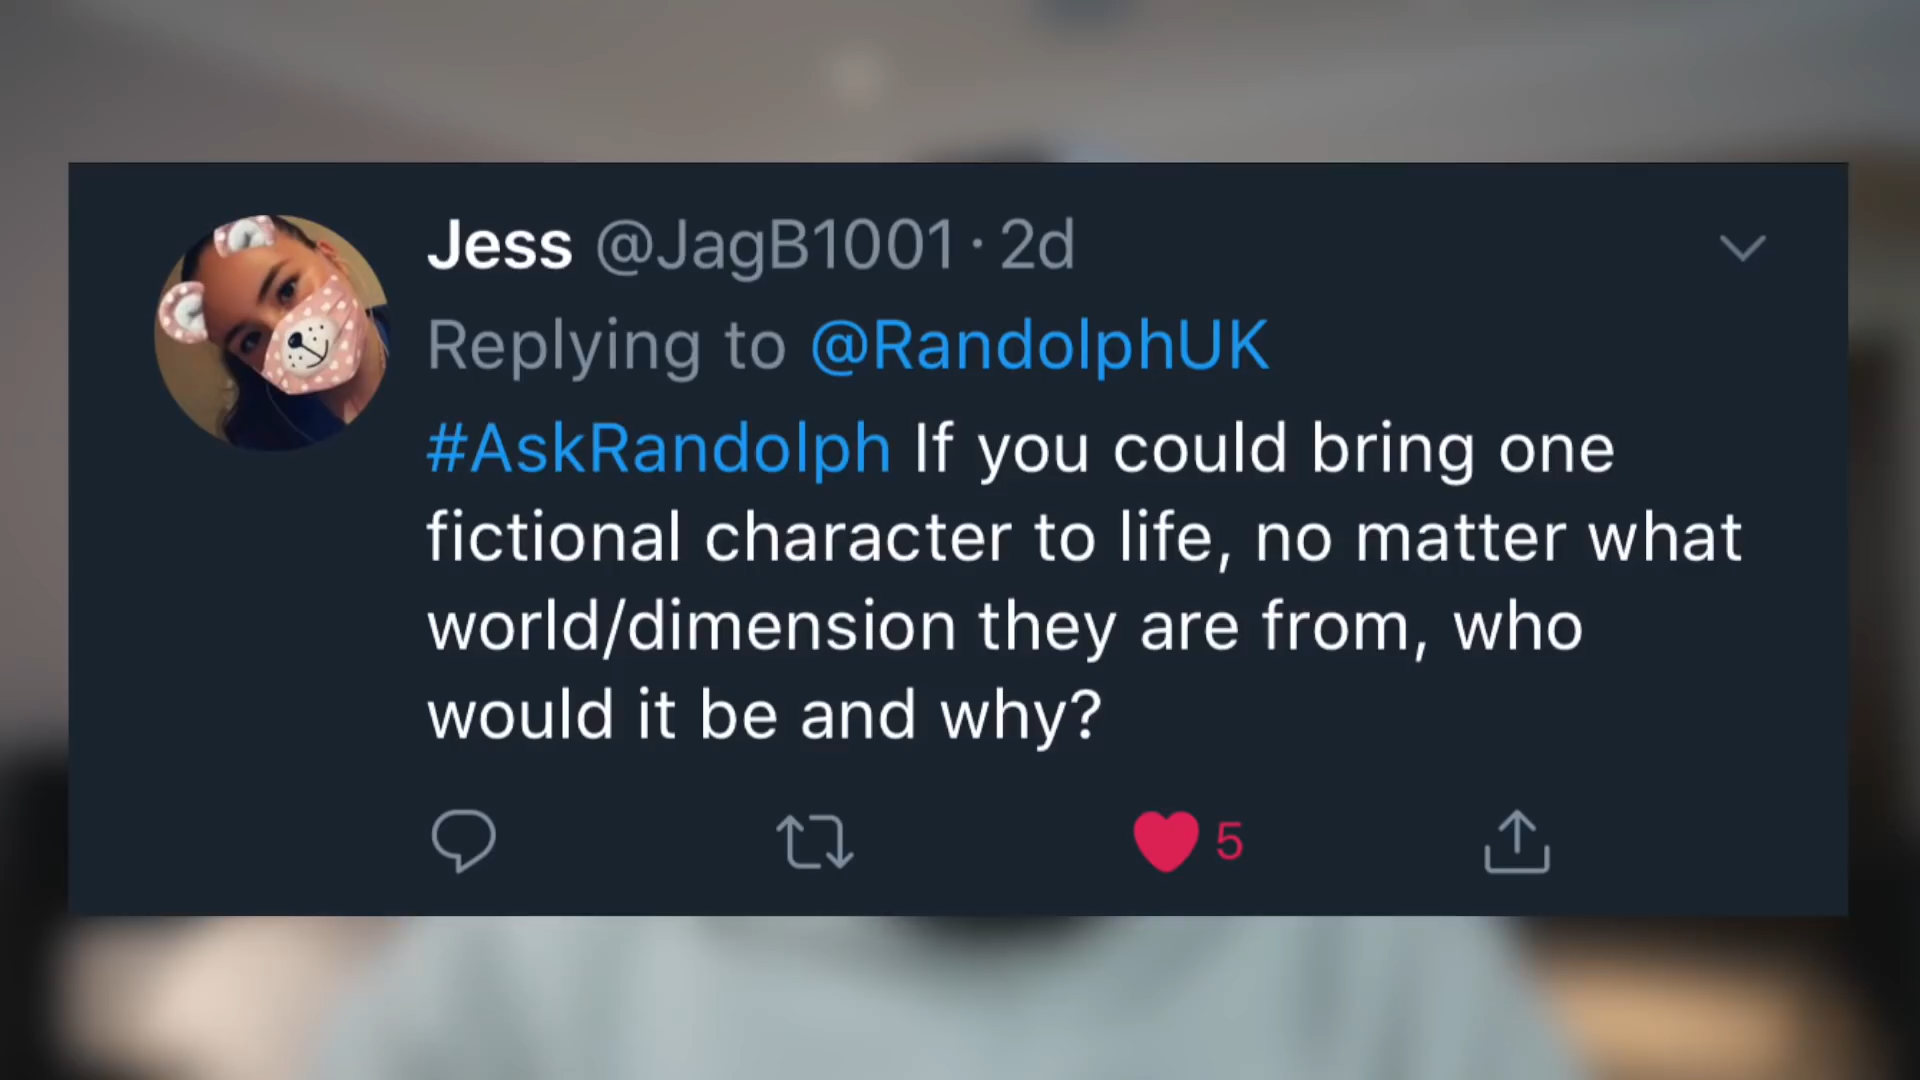 Jess @JagB1001 · 2d
Replying to @RandolphUK
#AskRandolph If you could bring one
fictional character to life, no matter what
world/dimension they are from, who
would it be and why?
5